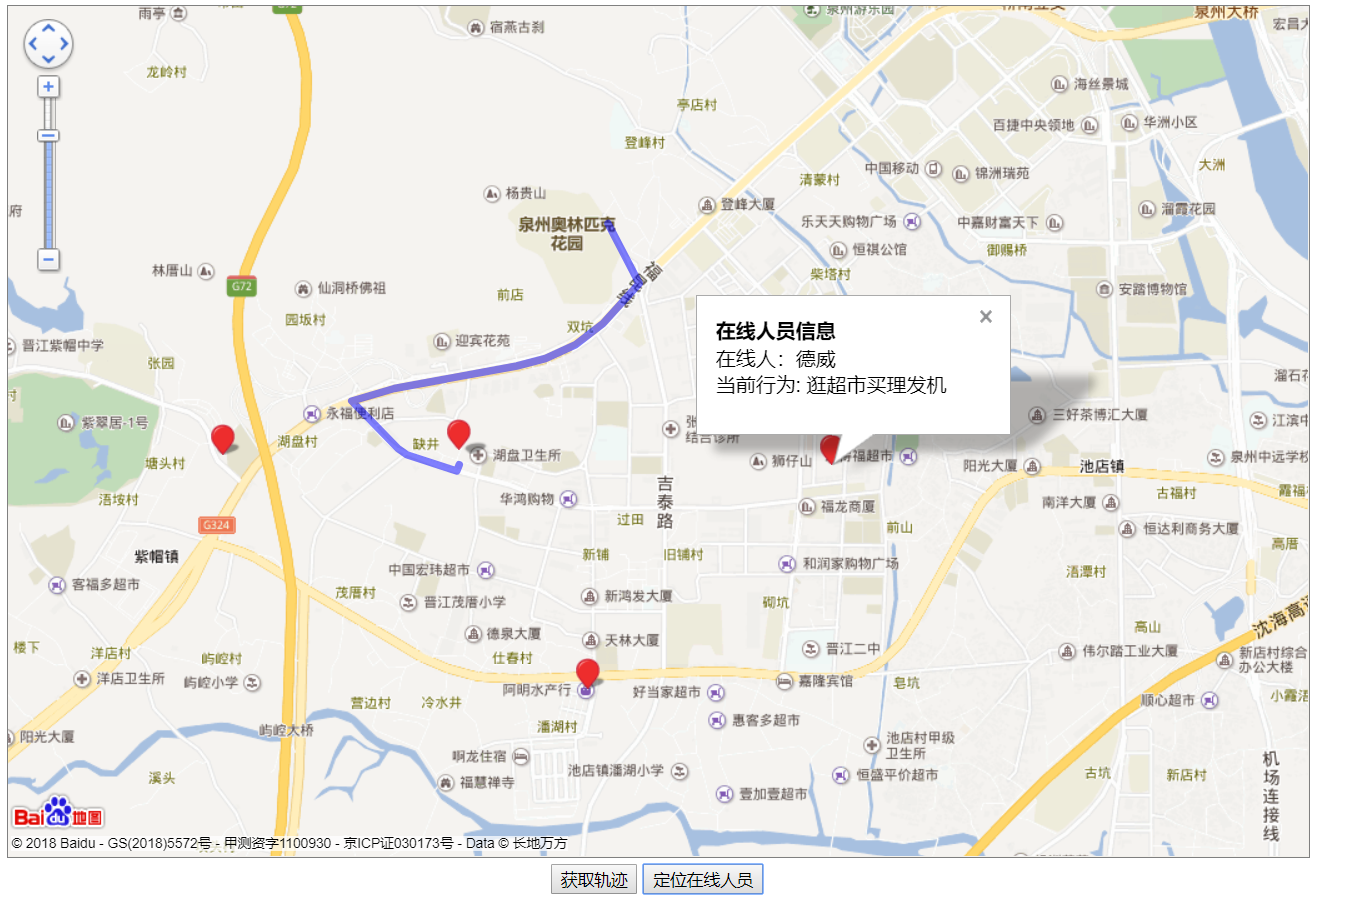 雨亭
G72
宿燕古刹
泉州游乐园
泉州大桥
龙岭村
亭店村
海丝景城
百捷中央领地
华洲小区
登峰村
大洲
中国移动
锦洲瑞苑
清蒙村
杨贵山
登峰大厦
府
泉州奥林匹克
花园
乐天天购物广场
中嘉财富天下
溜霞花园
恒祺公馆
御赐桥
林厝山
柴塔村
G72
仙洞桥佛祖
前店
安踏博物馆
园坂村
双坑
晋江紫帽中学
迎宾花苑
张园
在线人员信息
在线人：德威
当前行为: 逛超市买理发机
村
紫翠居-1号
永福便利店
湖盘村
缺井
湖盘卫生所
三好茶博汇大厦
江滨中
塘头村
狮仔山
阳光大厦
池店镇
泉州中远学校
浯垵村
华鸿购物
吉泰路
福龙商厦
南洋大厦
古福村
霞福
G324
过田
前山
恒达利商务大厦
紫帽镇
新铺
旧铺村
高厝
客福多超市
中国宏玮超市
和润家购物广场
浯潭村
茂厝村
晋江茂厝小学
新鸿发大厦
砌坑
高山
沈海高速
楼下
德泉大厦
天林大厦
洋店村
屿崆村
仕春村
晋江二中
伟尔踏工业大厦
新店村综合
办公大楼
洋店卫生所
屿崆小学
阿明水产行
好当家超市
嘉隆宾馆
皂坑
顺心超市
小霞浯
营边村
冷水井
潘湖村
惠客多超市
阳光大厦
屿崆大桥
池店村甲级
卫生所
啊龙住宿
溪头
福慧禅寺
池店镇潘湖小学
恒盛平价超市
古坑
新店村
机场连接线
壹加壹超市
Bai du 地图
© 2018 Baidu - GS(2018)5572号 - 甲测资字1100930 - 京ICP证030173号 - Data © 长地万方
获取轨迹
定位在线人员